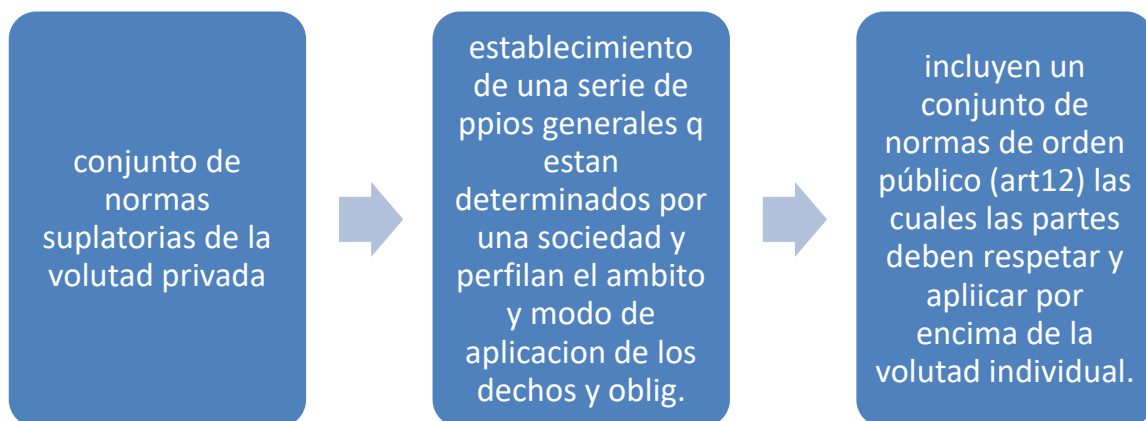 conjunto de
normas
suplatorias de la
volutad privada
establecimiento
de una serie de
ppios generales q
estan
determinados por
una sociedad y
perfilan el ambito
y modo de
aplicacion de los
dechos y oblig.
incluyen un
conjunto de
normas de orden
público (art12) las
cuales las partes
deben respetar y
apliicar por
encima de la
volutad individual.